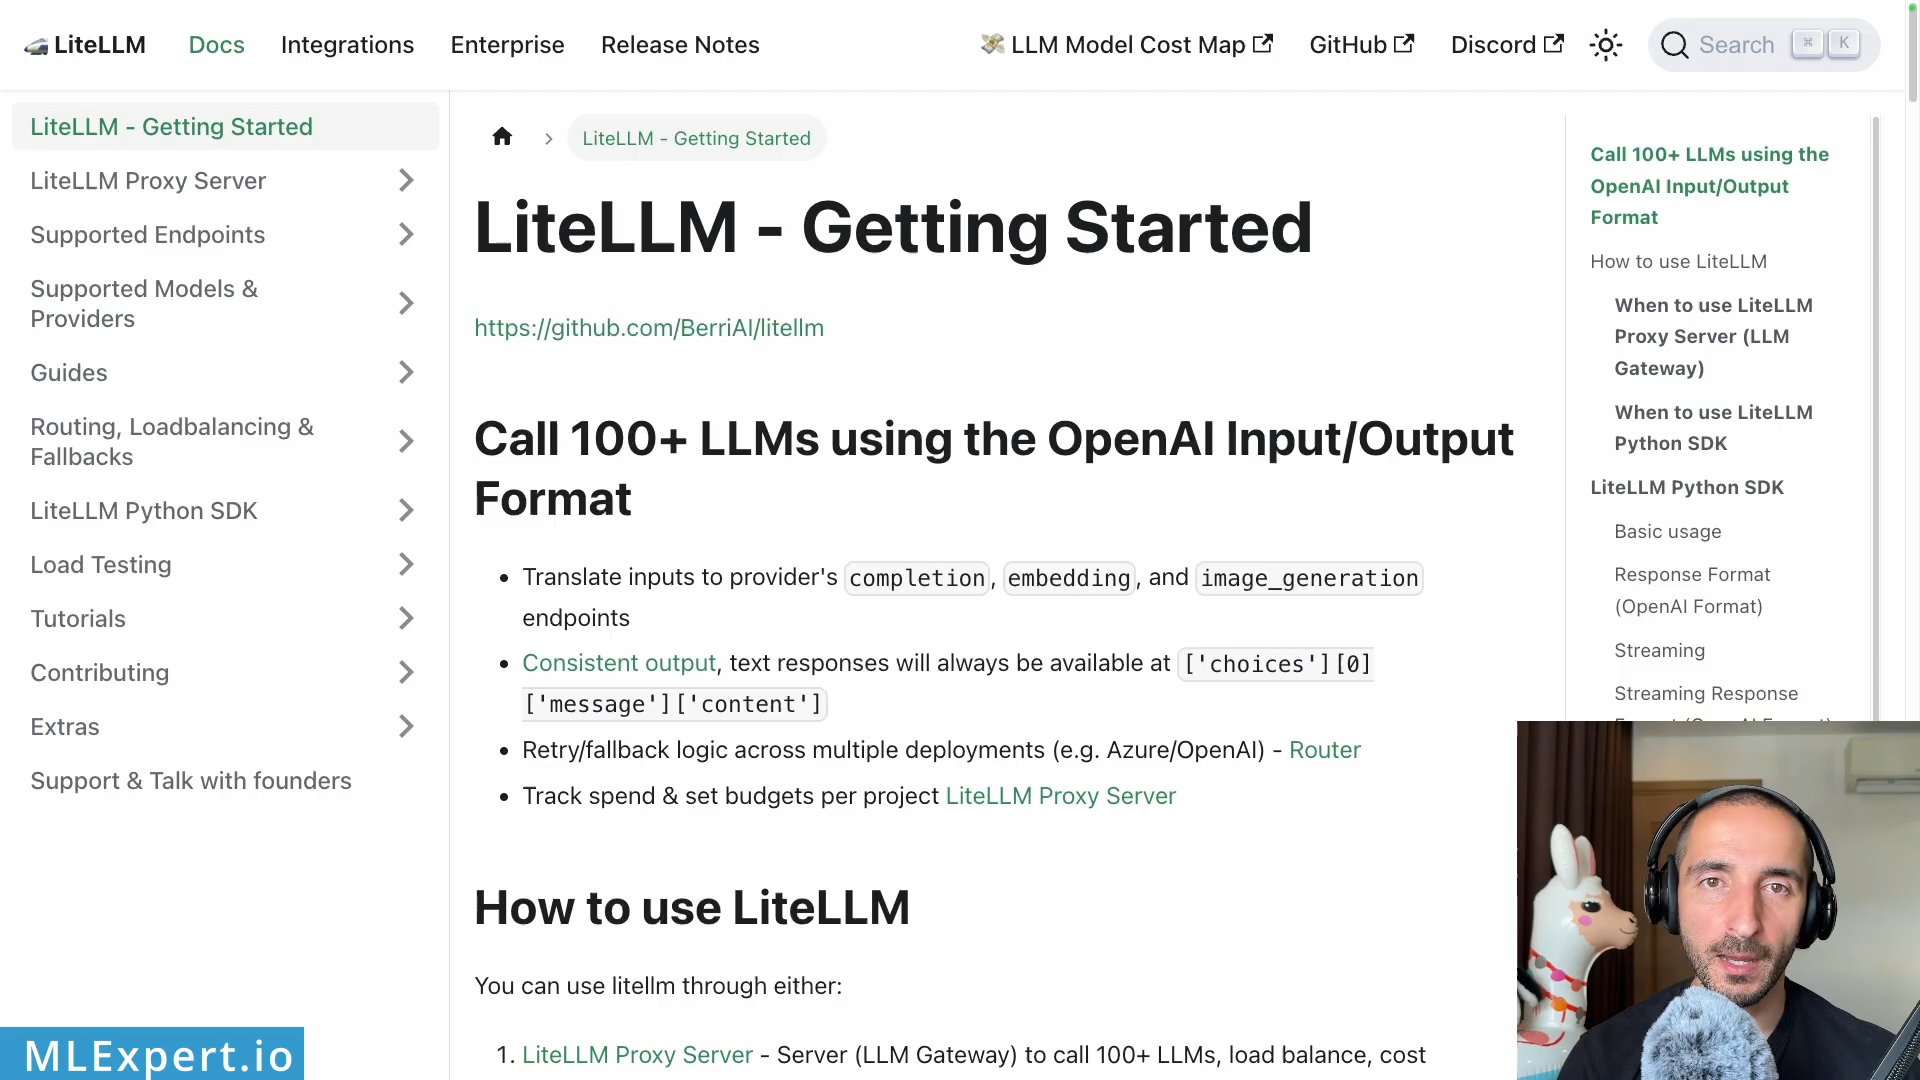 LiteLLM Docs Integrations Enterprise Release Notes LLM Model Cost Map GitHub Discord Search ⌘ K
LiteLLM - Getting Started
LiteLLM Proxy Server
Supported Endpoints
Supported Models &
Providers
Guides
Routing, Loadbalancing &
Fallbacks
LiteLLM Python SDK
Load Testing
Tutorials
Contributing
Extras
Support & Talk with founders
LiteLLM - Getting Started
LiteLLM - Getting Started
https://github.com/BerriAI/litellm
Call 100+ LLMs using the OpenAI Input/Output
Format
• Translate inputs to provider's completion, embedding, and image_generation
endpoints
• Consistent output, text responses will always be available at ['choices'][0]
['message']['content']
• Retry/fallback logic across multiple deployments (e.g. Azure/OpenAI) - Router
• Track spend & set budgets per project LiteLLM Proxy Server
How to use LiteLLM
You can use litellm through either:
1. LiteLLM Proxy Server - Server (LLM Gateway) to call 100+ LLMs, load balance, cost
Call 100+ LLMs using the
OpenAI Input/Output
Format
How to use LiteLLM
When to use LiteLLM
Proxy Server (LLM
Gateway)
When to use LiteLLM
Python SDK
LiteLLM Python SDK
Basic usage
Response Format
(OpenAI Format)
Streaming
Streaming Response
MLExpert.io